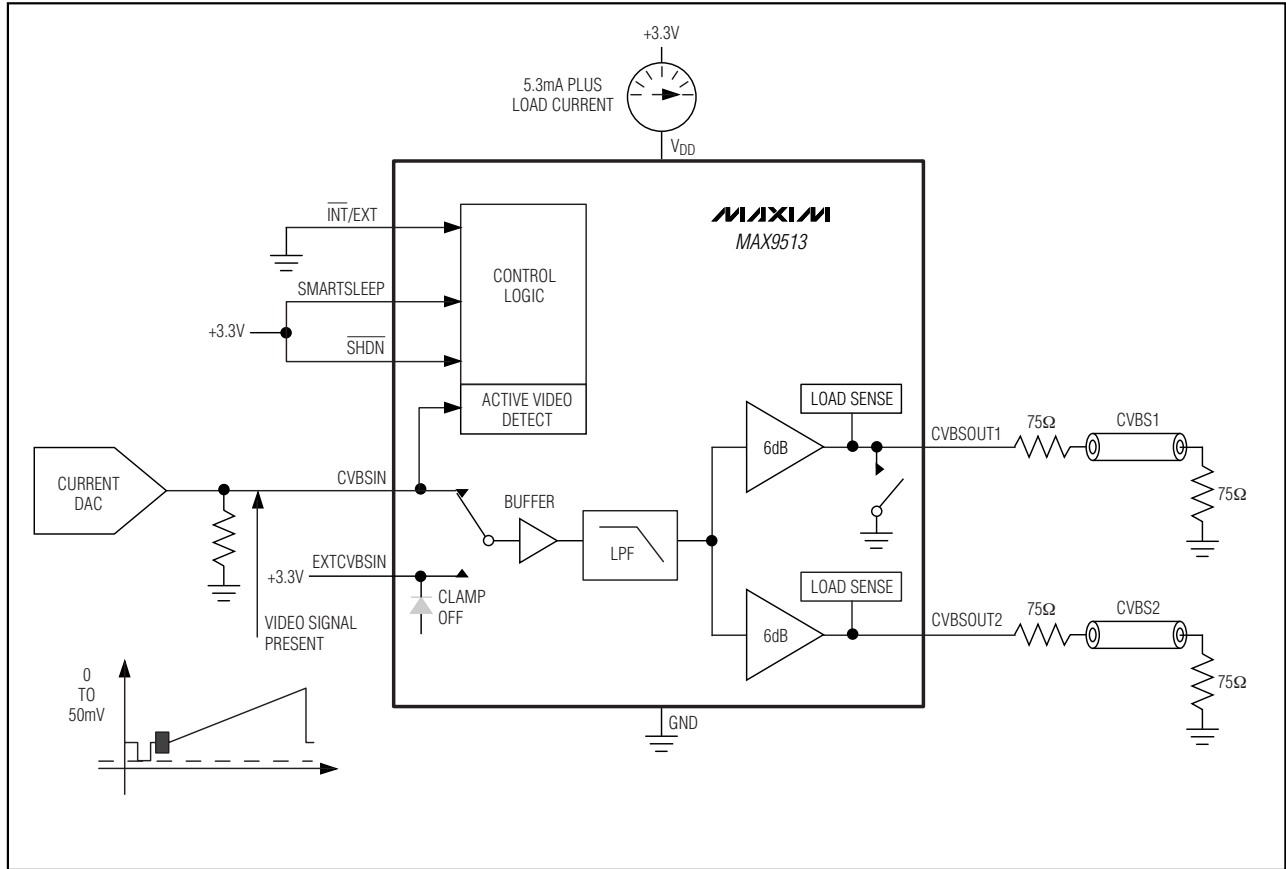 +3.3V
5.3mA PLUS
LOAD CURRENT
VDD
INT/EXT
MAXIM
MAX9513
CONTROL
LOGIC
SMARTSLEEP
+3.3V
SHDN
ACTIVE VIDEO
DETECT
LOAD SENSE
CVBSOUT1
75Ω
CVBS1
6dB
75Ω
CURRENT
DAC
CVBSIN
BUFFER
LPF
EXTCVBSIN
+3.3V
CLAMP
OFF
VIDEO SIGNAL
PRESENT
LOAD SENSE
CVBSOUT2
75Ω
CVBS2
6dB
75Ω
0
TO
50mV
GND